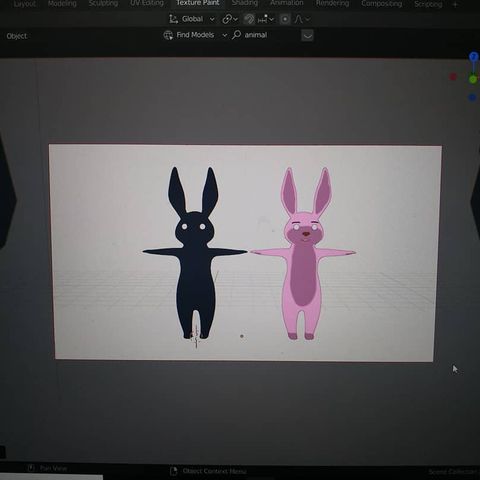 Layout Modeling Sculpting UV Editing Texture Paint Shading Animation Rendering Compositing Scripting +
Global
Object Find Models animal
Z
Pan View Object Context Menu Scene Collection